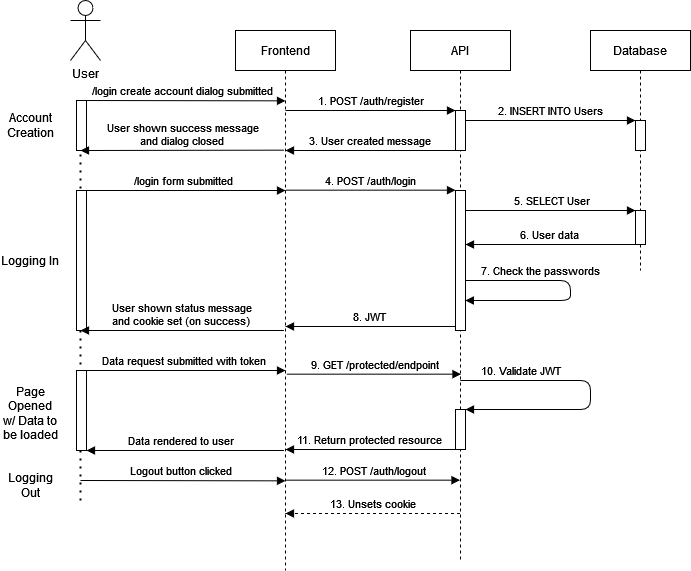 User
Frontend
API
Database
/login create account dialog submitted
1. POST /auth/register
2. INSERT INTO Users
Account
Creation
User shown success message
and dialog closed
3. User created message
/login form submitted
4. POST /auth/login
5. SELECT User
6. User data
Logging In
7. Check the passwords
User shown status message
and cookie set (on success)
8. JWT
Data request submitted with token
9. GET /protected/endpoint
10. Validate JWT
Page
Opened
w/ Data to
be loaded
Data rendered to user
11. Return protected resource
Logging
Out
Logout button clicked
12. POST /auth/logout
13. Unsets cookie